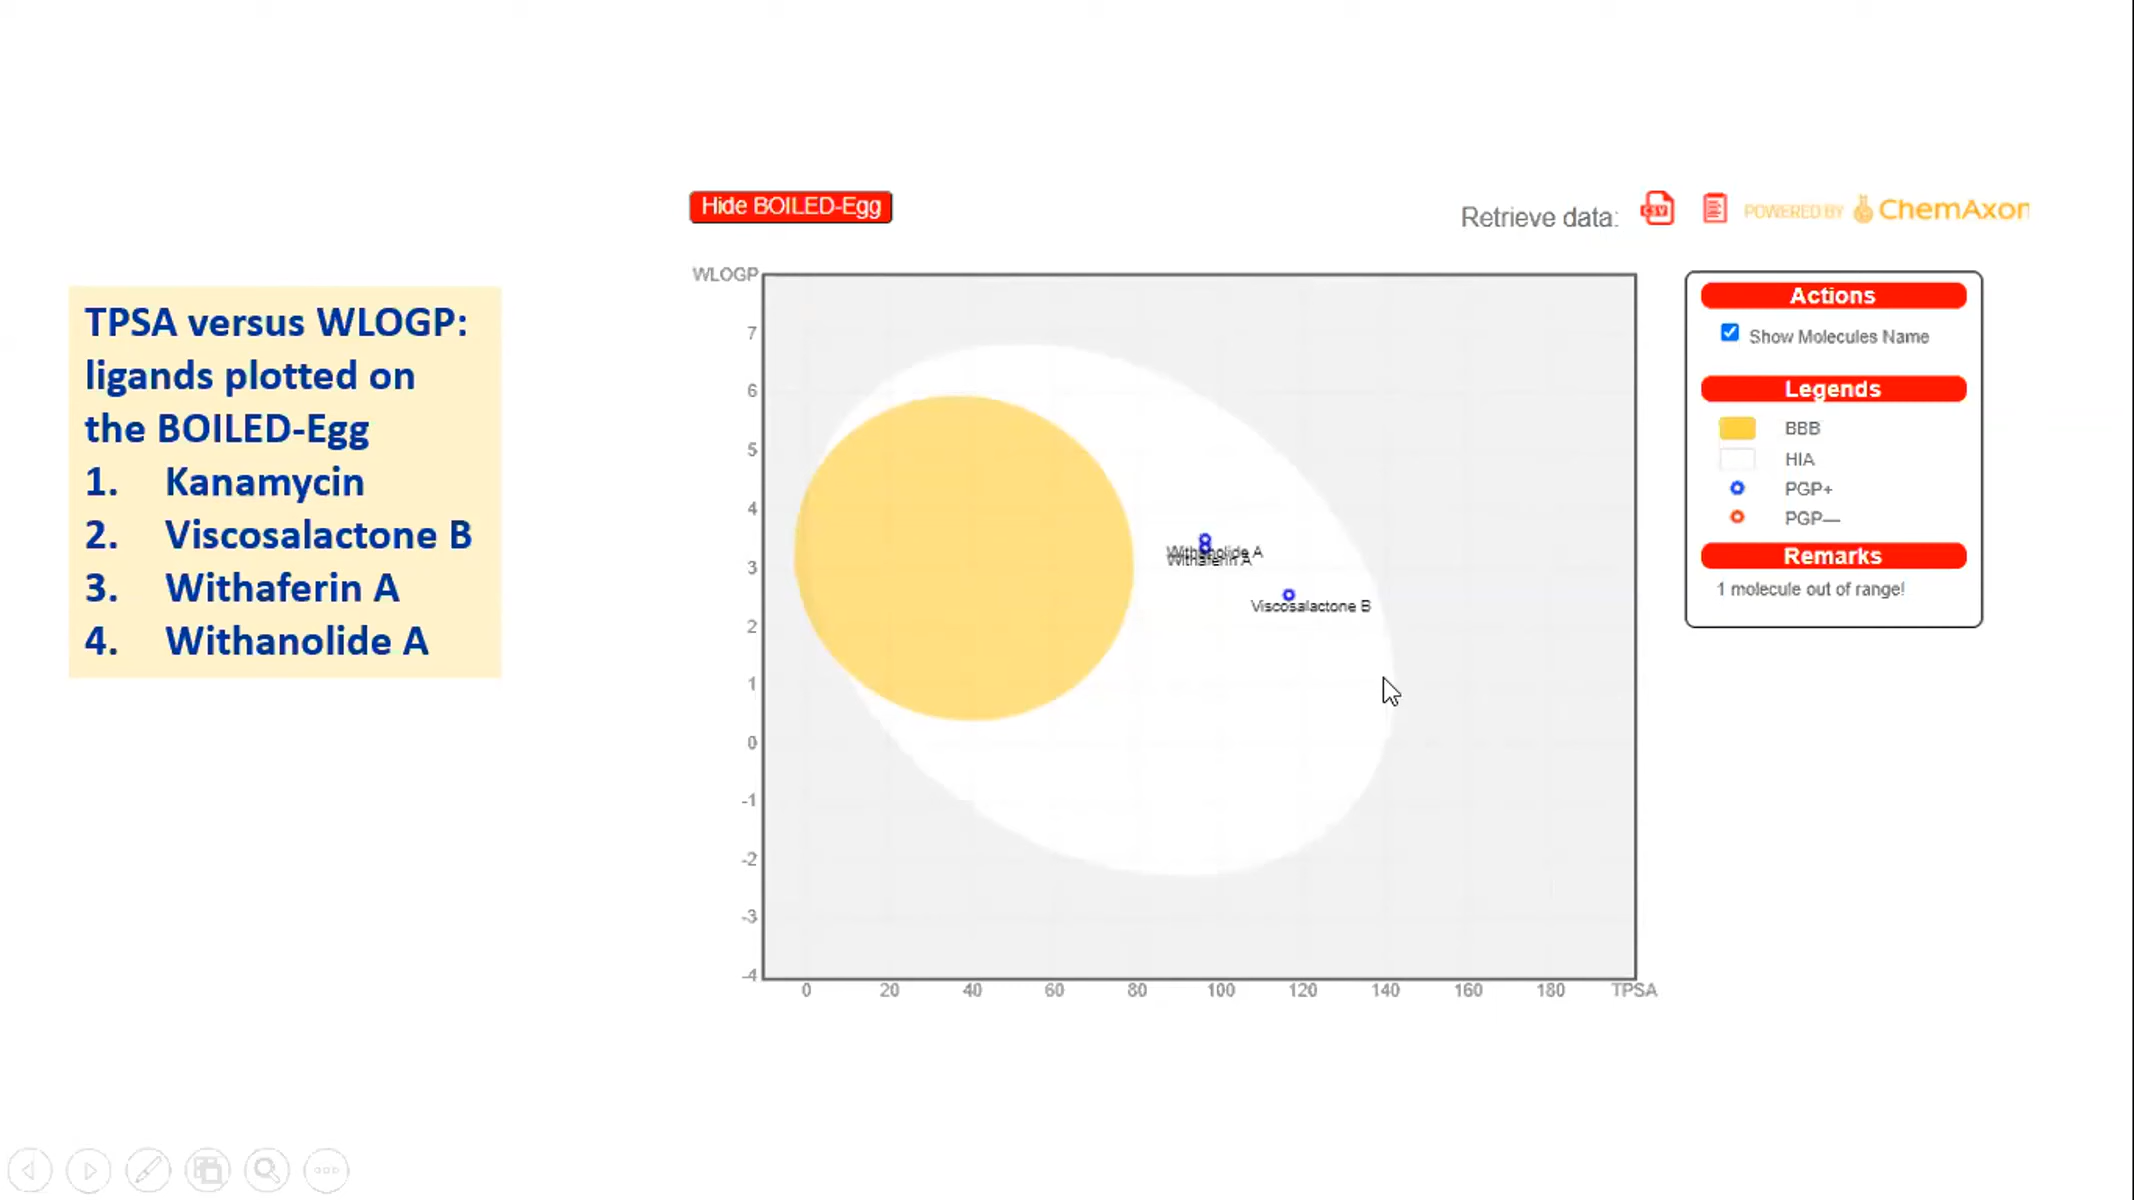 Hide BOILED-Egg
Retrieve data:
CSV
POWERED BY ChemAxon
TPSA versus WLOGP:
ligands plotted on
the BOILED-Egg
1. Kanamycin
2. Viscosalactone B
3. Withaferin A
4. Withanolide A
WLOGP
7
6
5
4
3
2
1
0
-1
-2
-3
-4
Withanolide A
Withaferin A
Viscosalactone B
0 20 40 60 80 100 120 140 160 180 TPSA
Actions
Show Molecules Name
Legends
BBB
HIA
PGP+
PGP—
Remarks
1 molecule out of range!